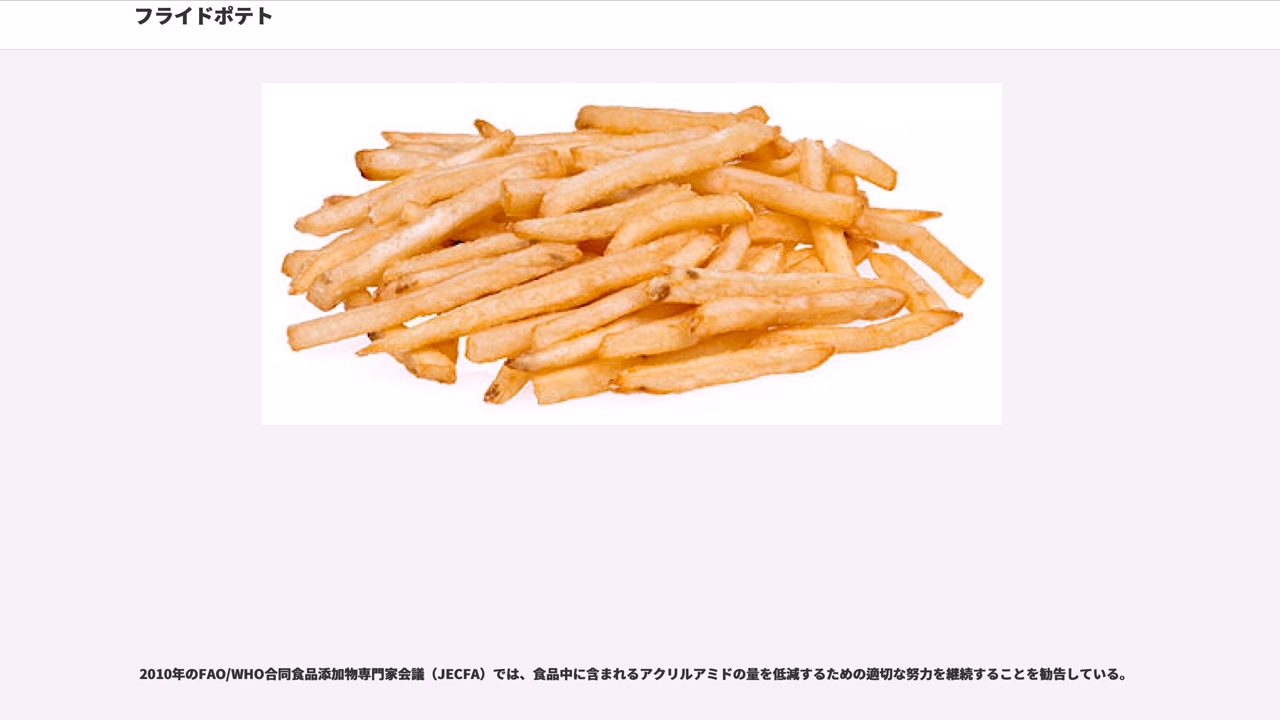 フライドポテト
2010年のFAO/WHO合同食品添加物専門家会議（JECFA）では、食品中に含まれるアクリルアミドの量を低減するための適切な努力を継続することを勧告している。